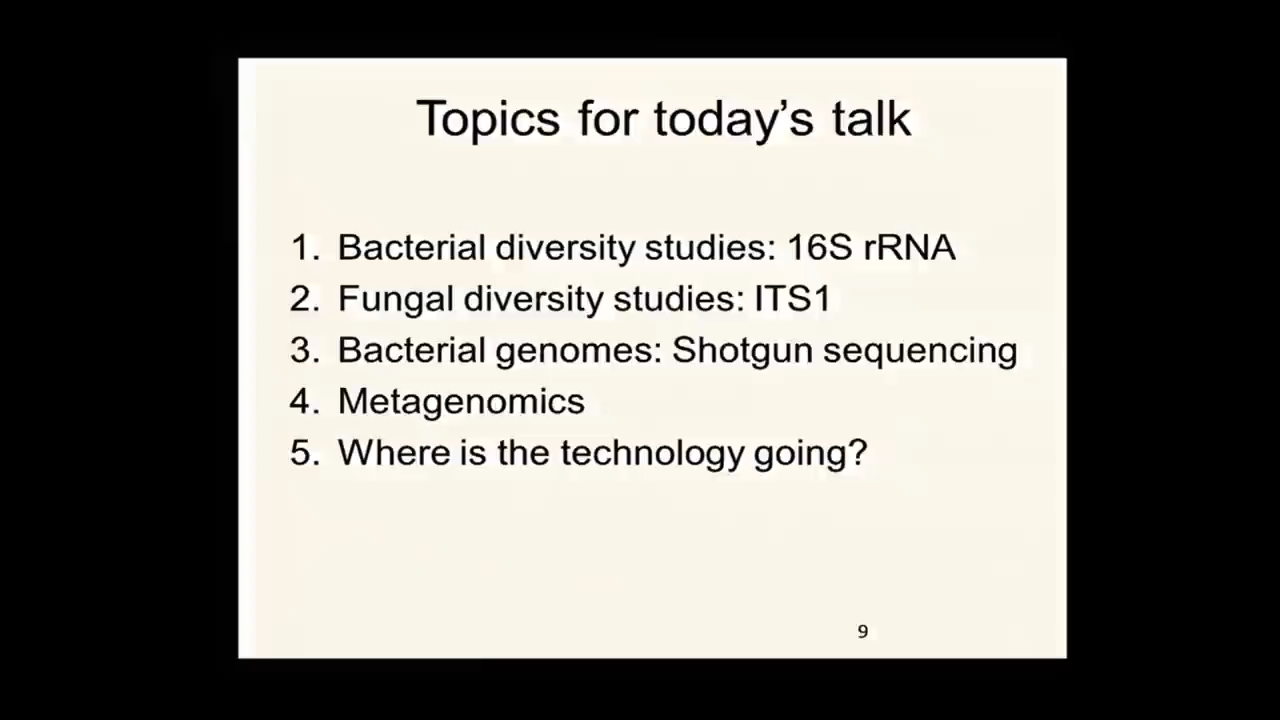 Topics for today's talk
1. Bacterial diversity studies: 16S rRNA
2. Fungal diversity studies: ITS1
3. Bacterial genomes: Shotgun sequencing
4. Metagenomics
5. Where is the technology going?
9